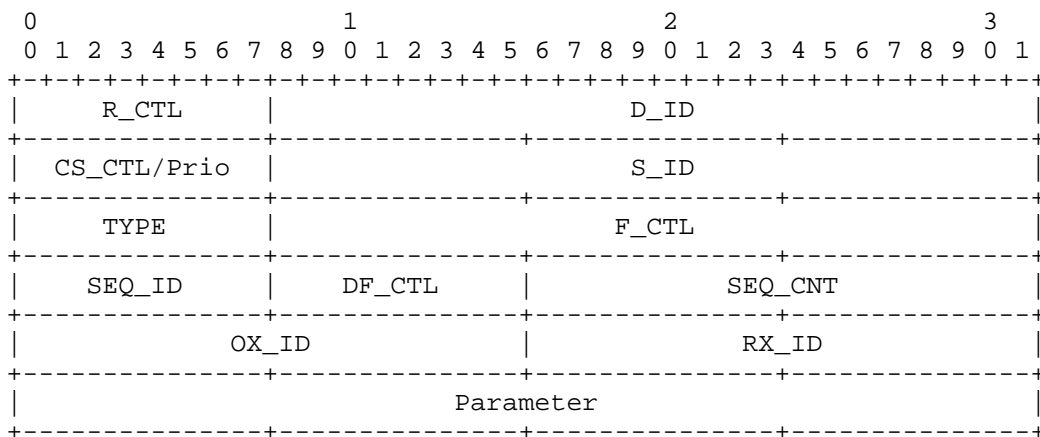 0                   1                   2                   3
0 1 2 3 4 5 6 7 8 9 0 1 2 3 4 5 6 7 8 9 0 1 2 3 4 5 6 7 8 9 0 1
R_CTL D_ID
CS_CTL/Prio S_ID
TYPE F_CTL
SEQ_ID DF_CTL SEQ_CNT
OX_ID RX_ID
Parameter